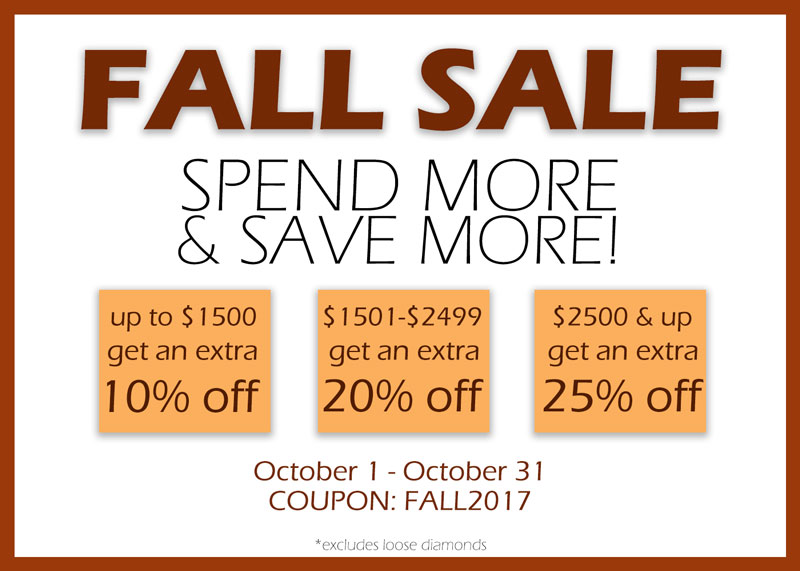 FALL SALE
SPEND MORE
& SAVE MORE!
up to $1500
get an extra
10% off
$1501-$2499
get an extra
20% off
$2500 & up
get an extra
25% off
October 1 - October 31
COUPON: FALL2017
*excludes loose diamonds